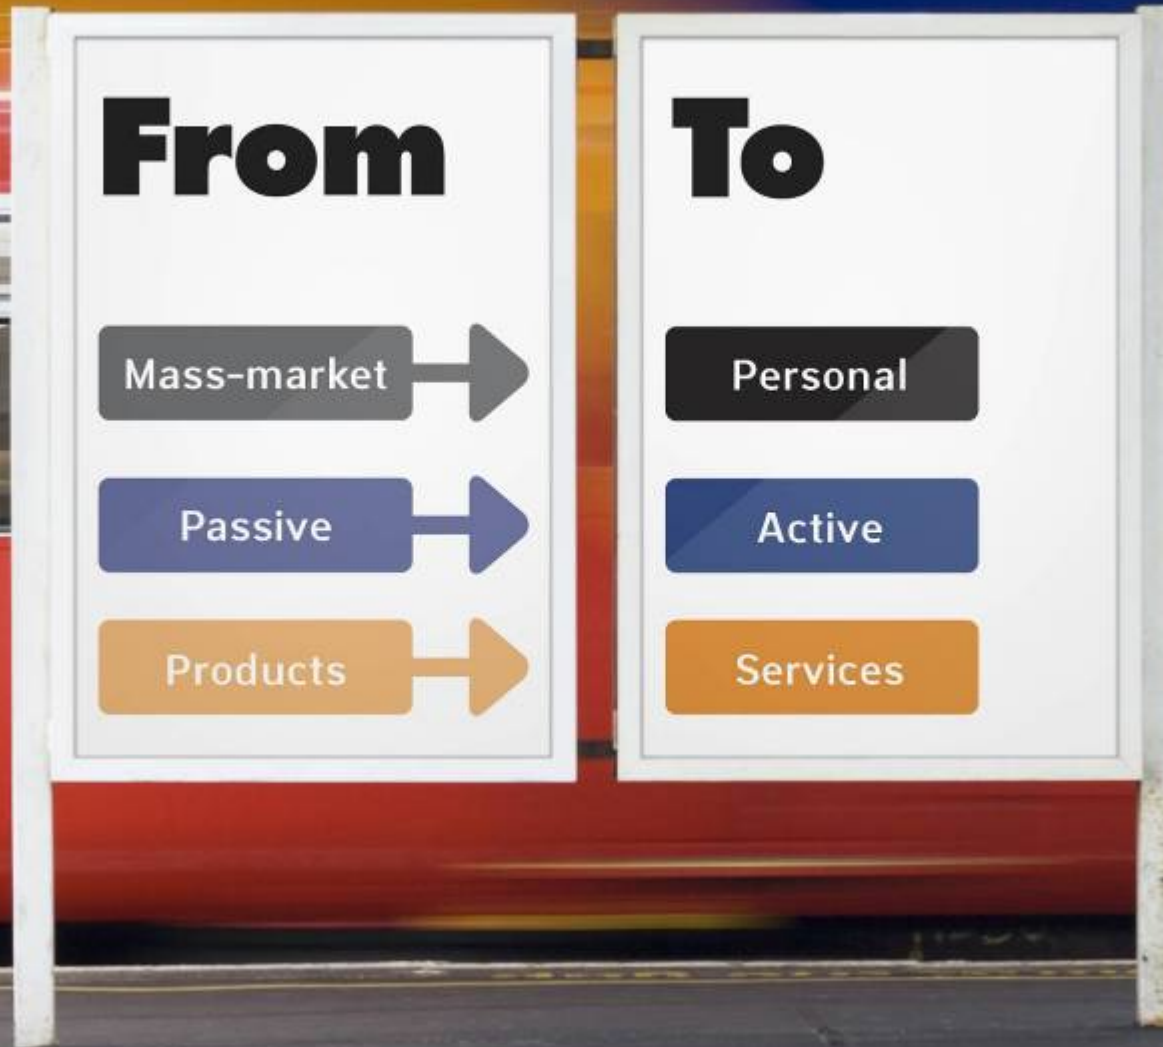 From
To
Mass-market
Personal
Passive
Active
Products
Services